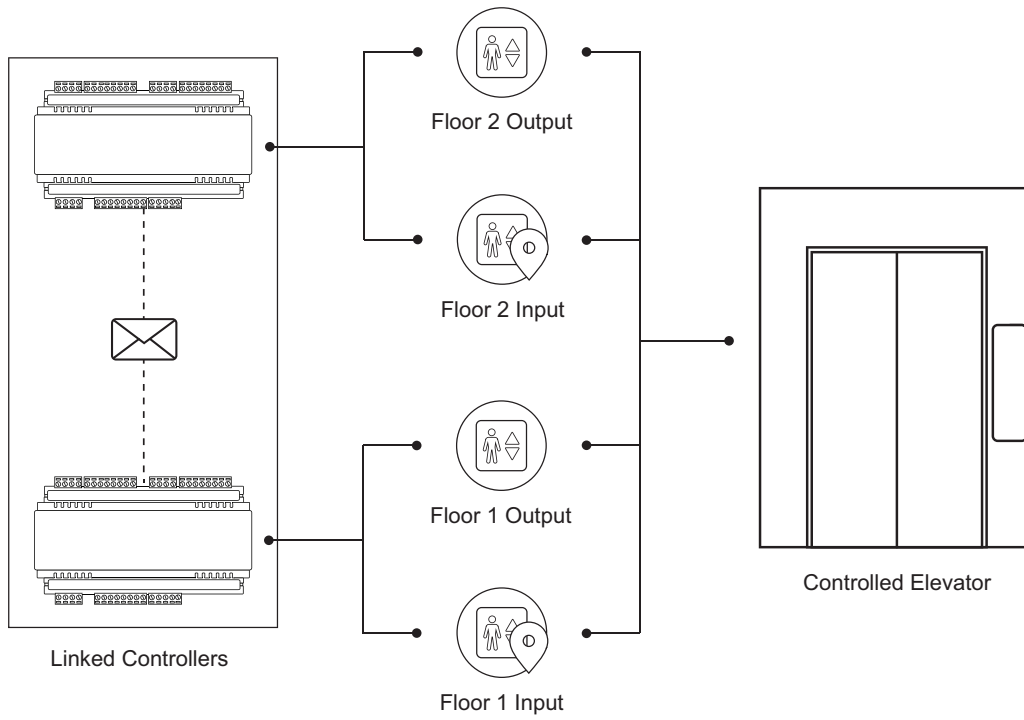 Floor 2 Output
Floor 2 Input
Floor 1 Output
Controlled Elevator
Linked Controllers
Floor 1 Input